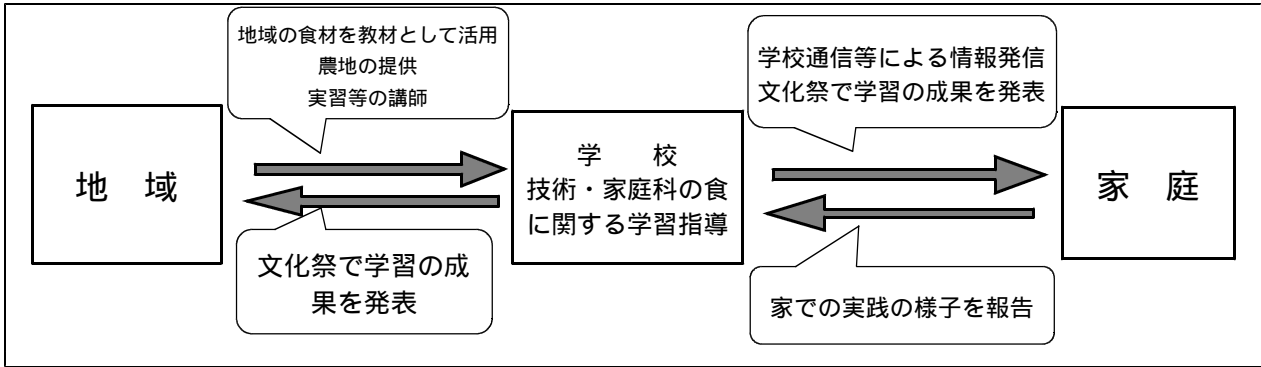 地域の食材を教材として活用
農地の提供
実習等の講師
学校通信等による情報発信
文化祭で学習の成果を発表
地 域
学 校
技術・家庭科の食
に関する学習指導
家 庭
文化祭で学習の成
果を発表
家での実践の様子を報告